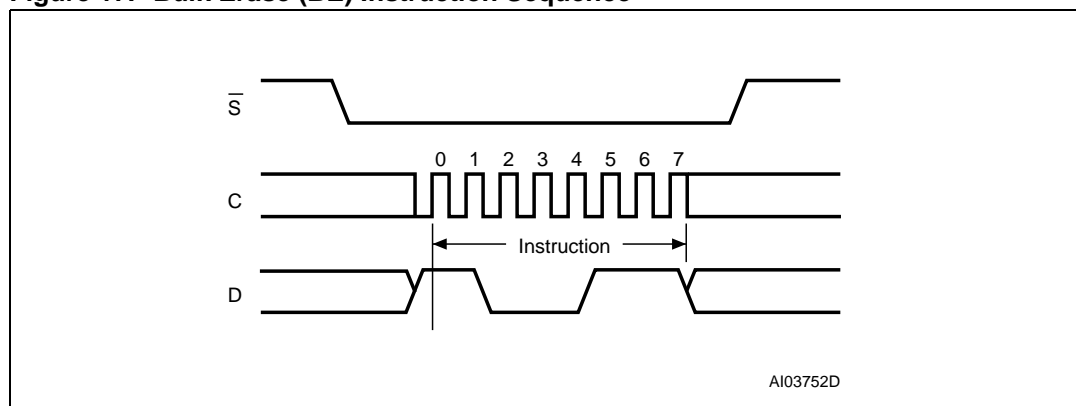 Figure 17. Bulk Erase (BE) Instruction Sequence
S
0 1 2 3 4 5 6 7
C
Instruction
D
AI03752D